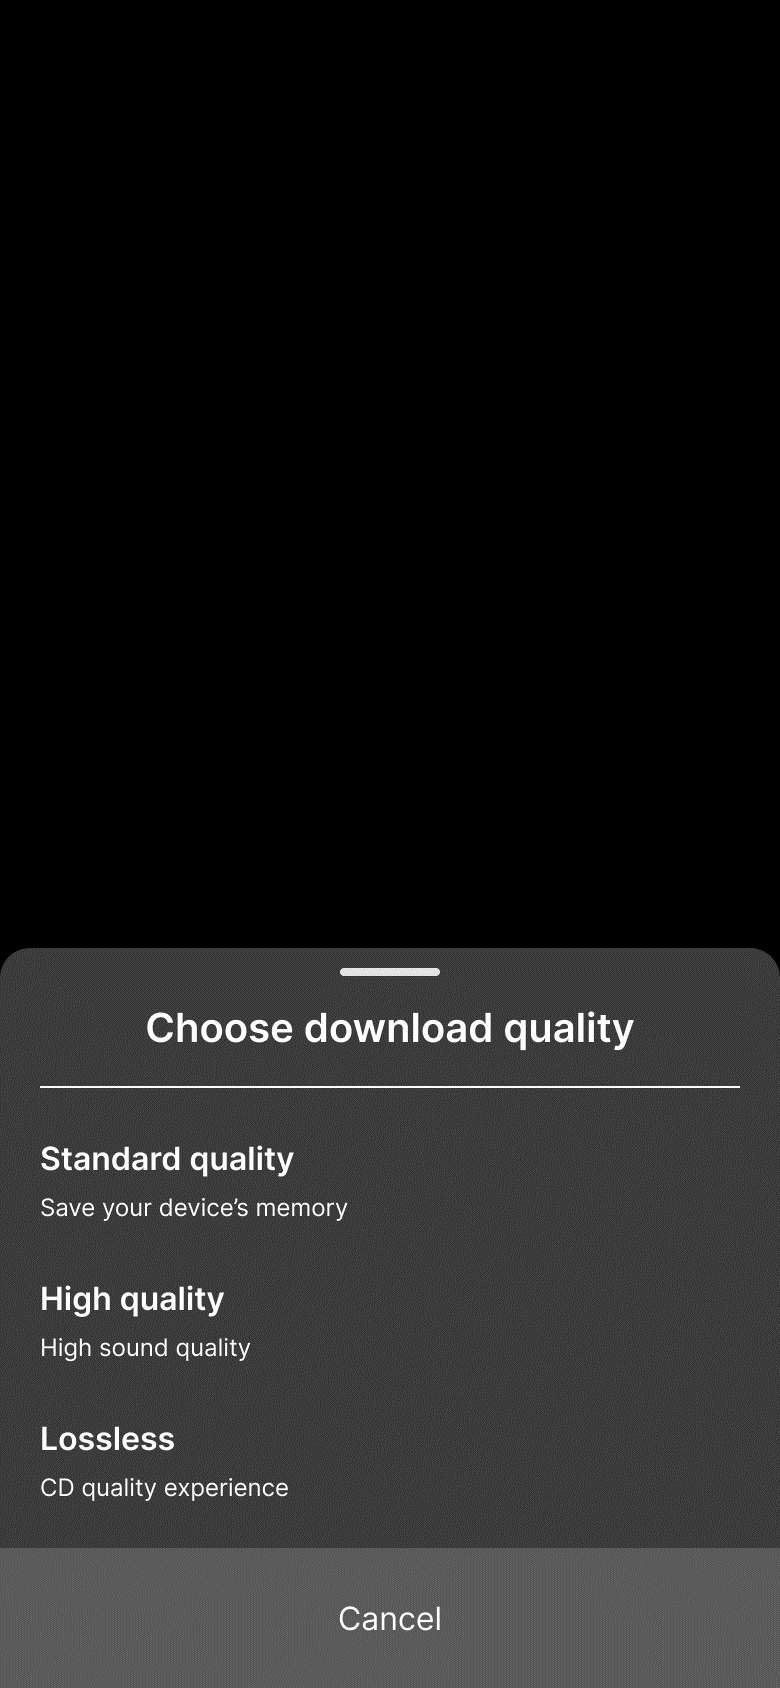 Choose download quality
Standard quality
Save your device’s memory
High quality
High sound quality
Lossless
CD quality experience
Cancel